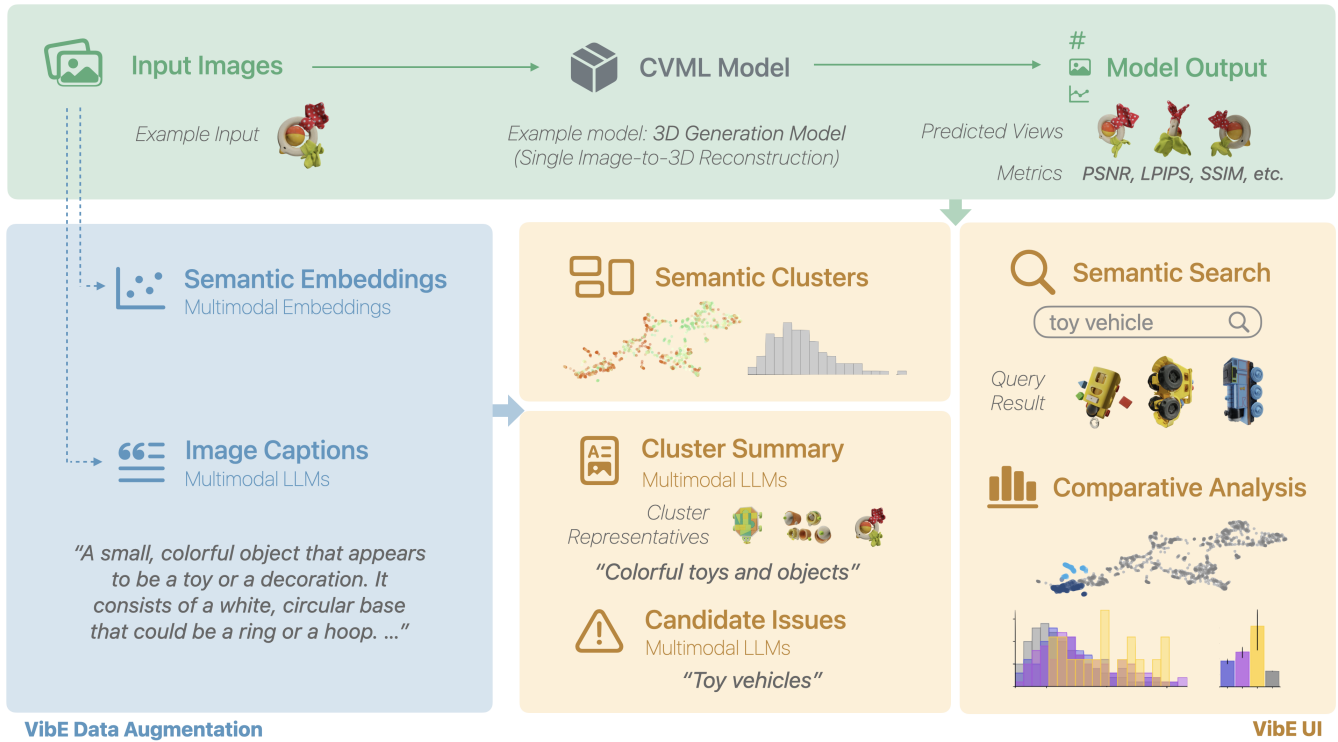 Input Images
CVML Model
#
Model Output
Example Input
Example model: 3D Generation Model
(Single Image-to-3D Reconstruction)
Predicted Views
Metrics PSNR, LPIPS, SSIM, etc.
Semantic Embeddings
Multimodal Embeddings
Image Captions
Multimodal LLMs
“A small, colorful object that appears
to be a toy or a decoration. It
consists of a white, circular base
that could be a ring or a hoop. ...”
VibE Data Augmentation
Semantic Clusters
A
Cluster Summary
Multimodal LLMs
Cluster
Representatives
“Colorful toys and objects”
Candidate Issues
Multimodal LLMs
“Toy vehicles”
Semantic Search
toy vehicle
Query
Result
Comparative Analysis
VibE UI